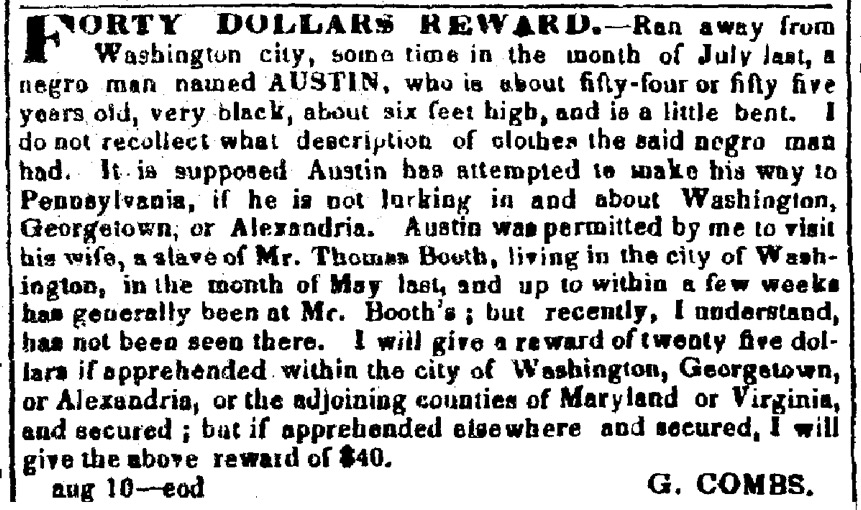 FORTY DOLLARS REWARD.—Ran away from
Washington city, some time in the month of July last, a
negro man named AUSTIN, who is about fifty-four or fifty five
years old, very black, about six feet high, and is a little bent. I
do not recollect what description of clothes the said negro man
had. It is supposed Austin has attempted to make his way to
Pennsylvania, if he is not lurking in and about Washington,
Georgetown, or Alexandria. Austin was permitted by me to visit
his wife, a slave of Mr. Thomas Booth, living in the city of Wash-
ington, in the month of May last, and up to within a few weeks
has generally been at Mr. Booth's; but recently, I understand,
has not been seen there. I will give a reward of twenty five dol-
lars if apprehended within the city of Washington, Georgetown,
or Alexandria, or the adjoining counties of Maryland or Virginia,
and secured; but if apprehended elsewhere and secured, I will
give the above reward of $40.
aug 10—eod G. COMBS.